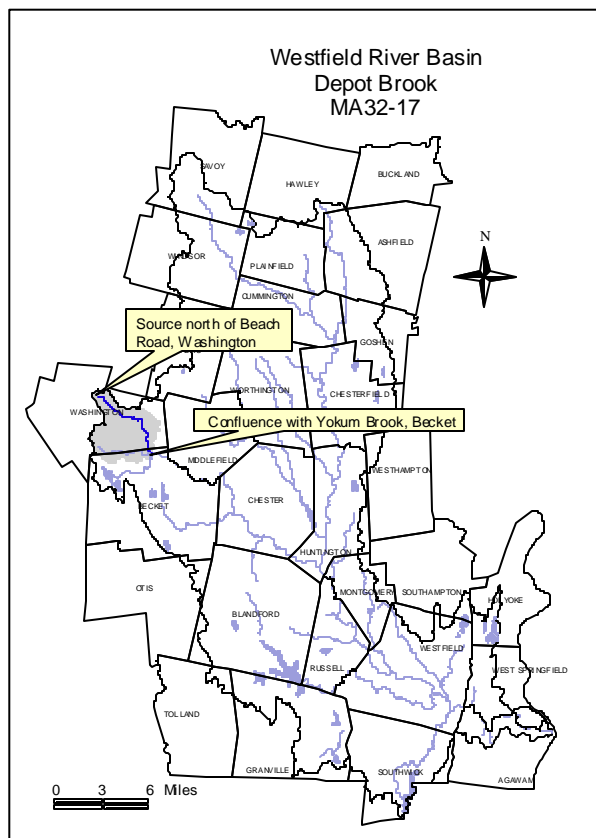 Westfield River Basin
Depot Brook
MA32-17
SAVOY
HAWLEY
BUCKLAND
ASHFIELD
N
WINDSOR
PLAINFIELD
CUMMINGTON
Source north of Beach
Road, Washington
GOSHEN
WORTHINGTON
CHESTERFIELD
WASHINGTON
Confluence with Yokum Brook, Becket
MIDDLEFIELD
WESTHAMPTON
BECKET
CHESTER
HUNTINGTON
OTIS
MONTGOMERY
SOUTHAMPTON
HOLYOKE
BLANDFORD
WESTFIELD
RUSSELL
WEST SPRINGFIELD
TOLLAND
GRANVILLE
SOUTHWICK
AGAWAM
0 3 6 Miles